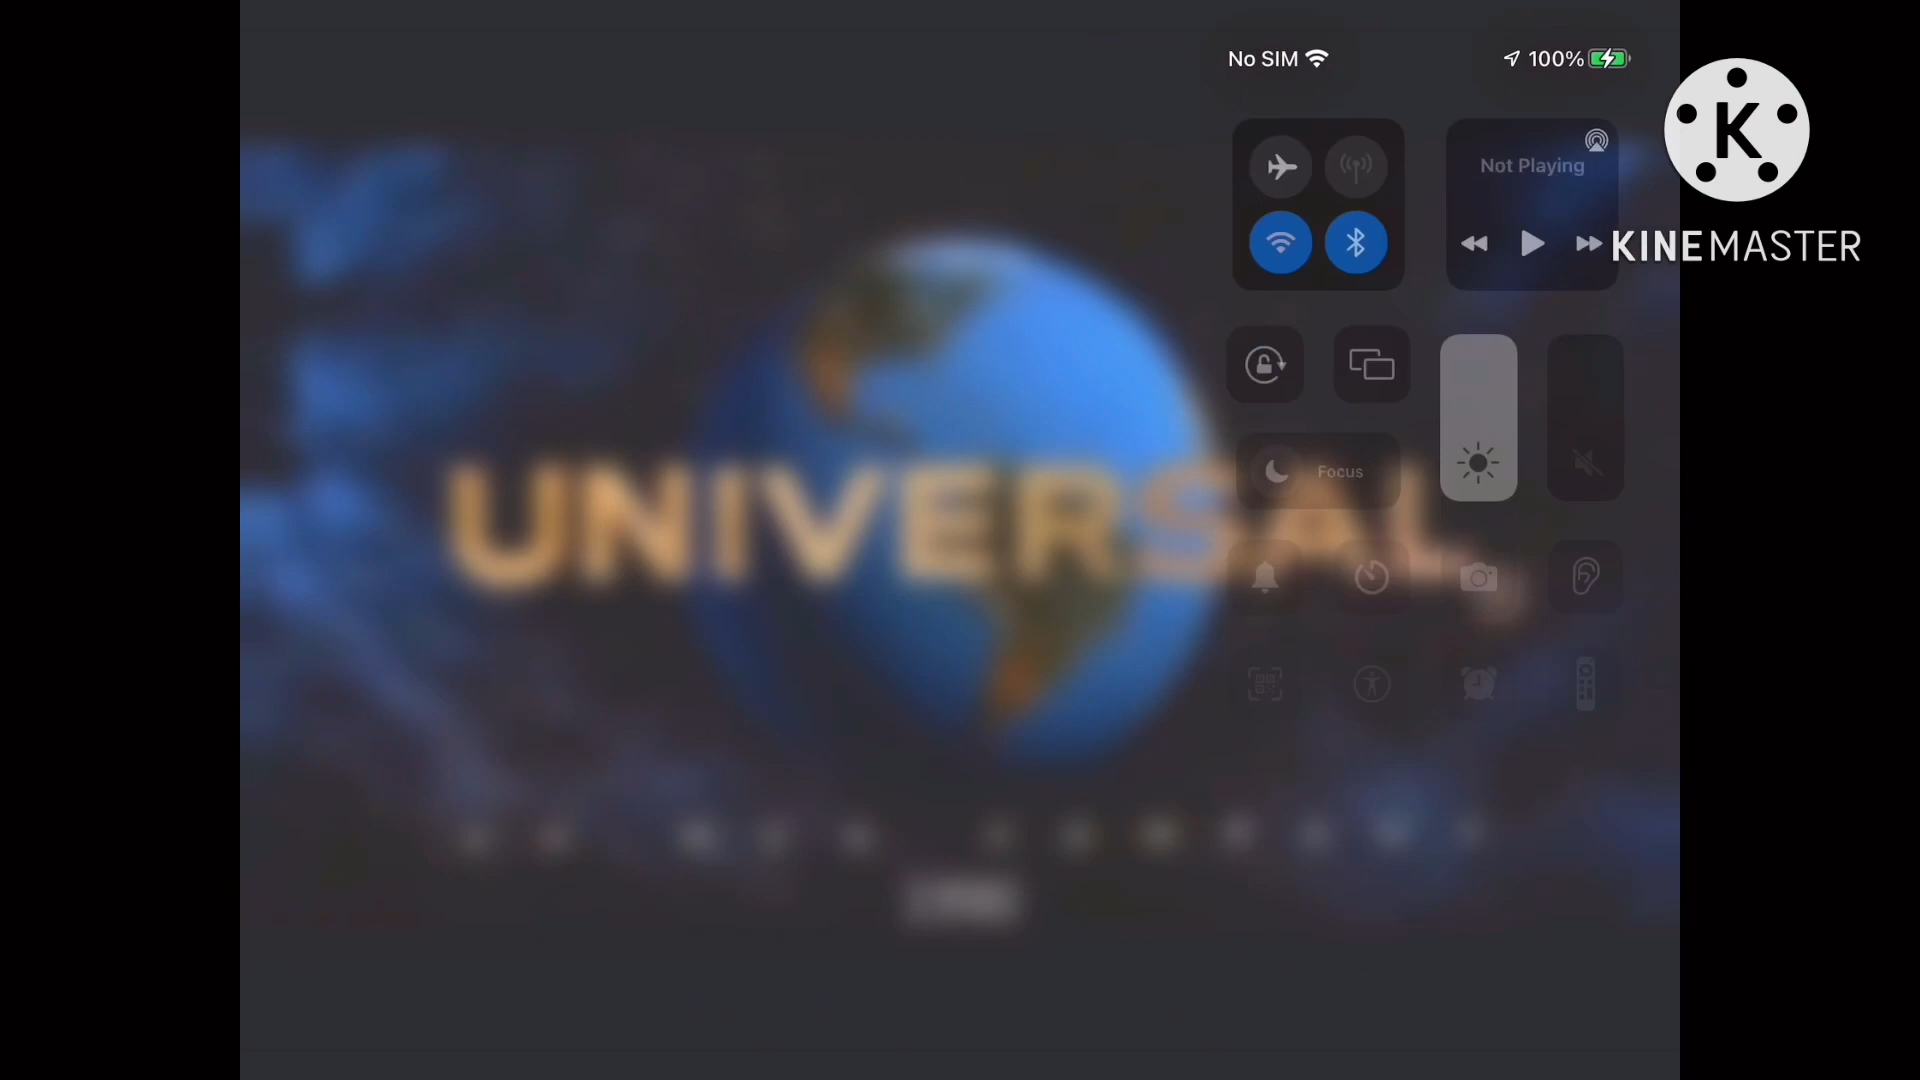 No SIM
100%
Not Playing
K
KINEMASTER
Focus
UNIVERSAL